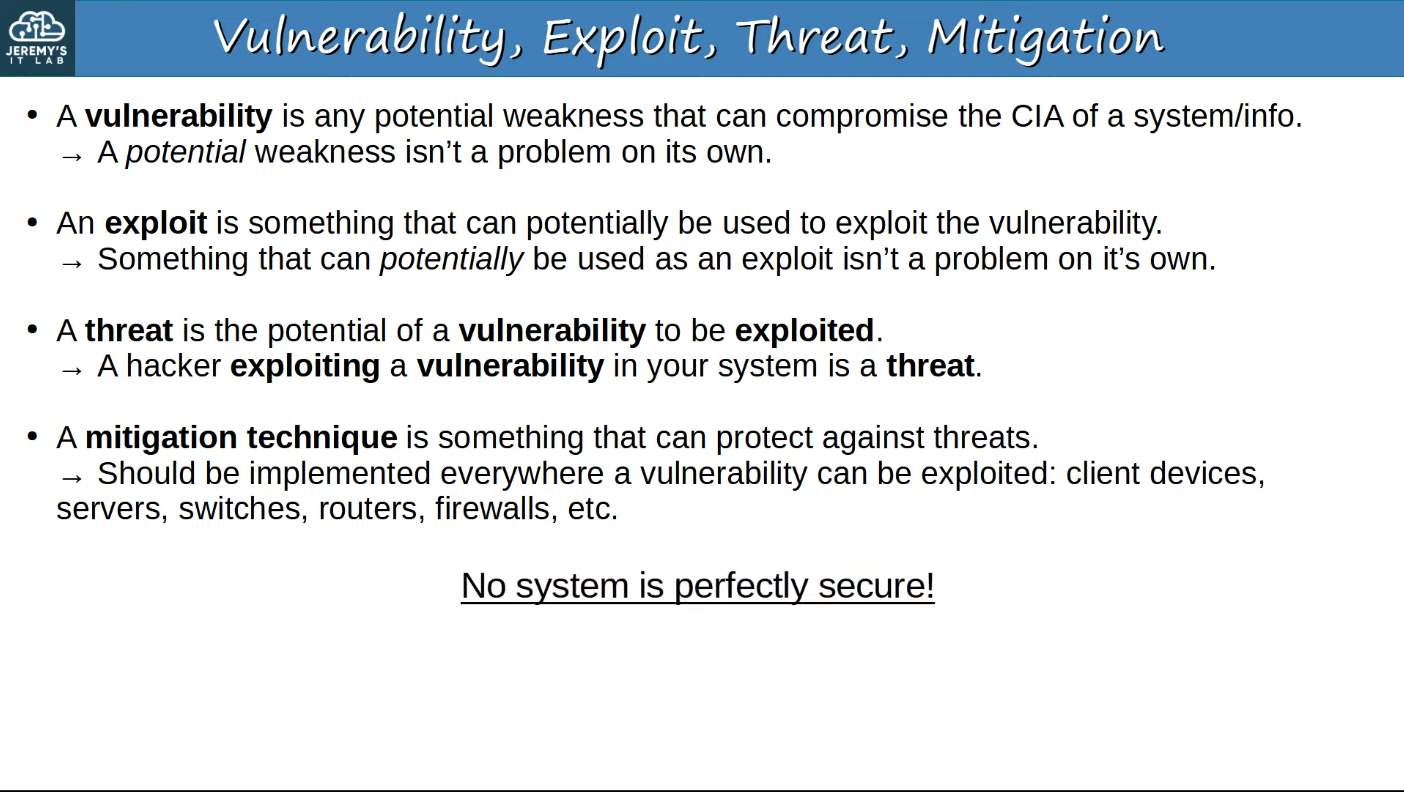 JEREMY'S
IT LAB
Vulnerability, Exploit, Threat, Mitigation
• A vulnerability is any potential weakness that can compromise the CIA of a system/info.
→ A potential weakness isn’t a problem on its own.
• An exploit is something that can potentially be used to exploit the vulnerability.
→ Something that can potentially be used as an exploit isn’t a problem on it’s own.
• A threat is the potential of a vulnerability to be exploited.
→ A hacker exploiting a vulnerability in your system is a threat.
• A mitigation technique is something that can protect against threats.
→ Should be implemented everywhere a vulnerability can be exploited: client devices,
servers, switches, routers, firewalls, etc.
No system is perfectly secure!